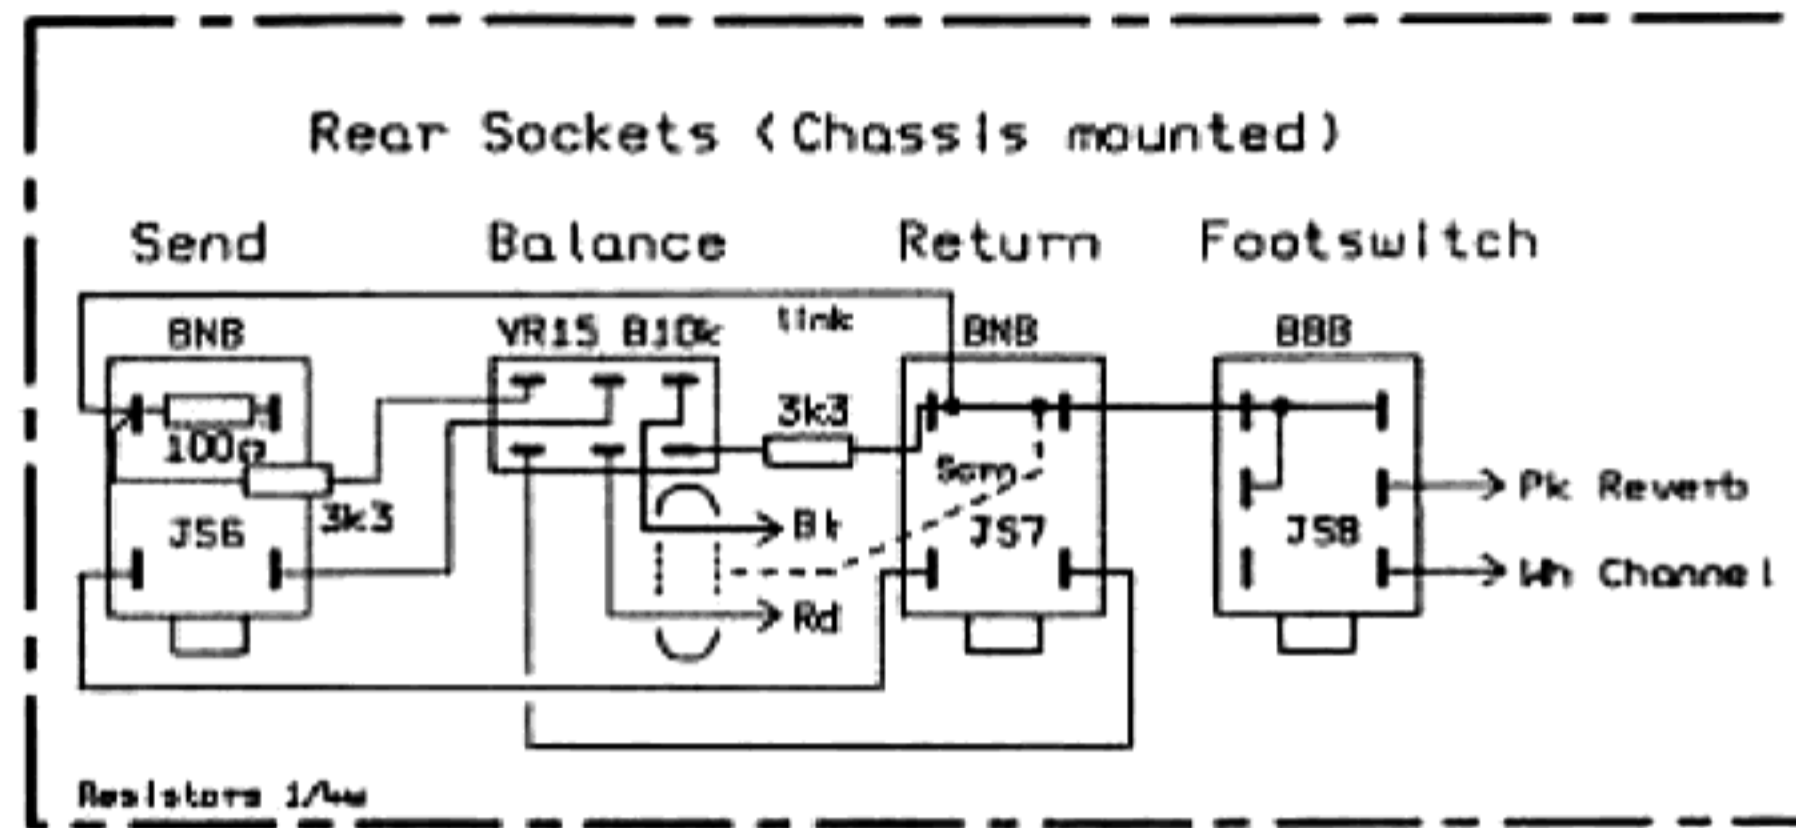 Rear Sockets (Chassis mounted)
Send Balance Return Footswitch
BNB VR15 B10k link BNB BBB
100Ω
3k3
3k3
Scrn
JS6
JS7
JS8
Bk
Rd
Pk Reverb
Wh Channel
Resistors 1/4w